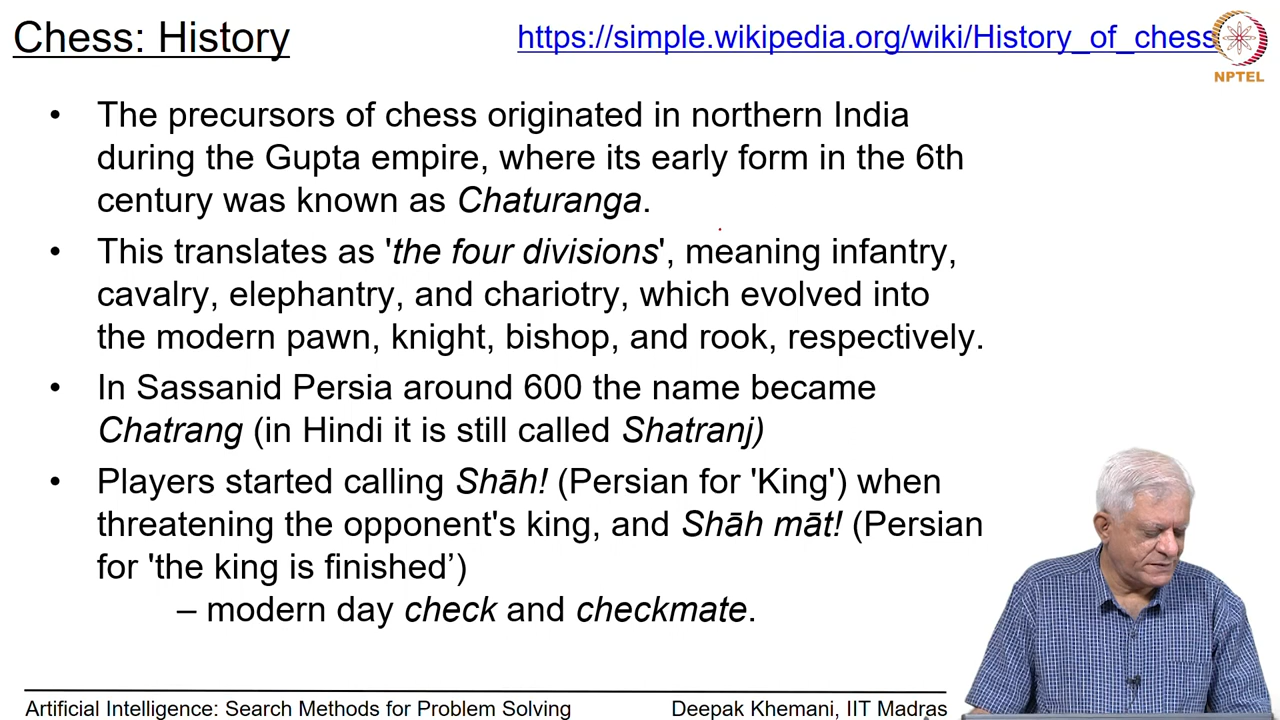 Chess: History
https://simple.wikipedia.org/wiki/History_of_chess
NPTEL
• The precursors of chess originated in northern India
during the Gupta empire, where its early form in the 6th
century was known as Chaturanga.
• This translates as 'the four divisions', meaning infantry,
cavalry, elephantry, and chariotry, which evolved into
the modern pawn, knight, bishop, and rook, respectively.
• In Sassanid Persia around 600 the name became
Chatrang (in Hindi it is still called Shatranj)
• Players started calling Shāh! (Persian for 'King') when
threatening the opponent's king, and Shāh māt! (Persian
for 'the king is finished’)
– modern day check and checkmate.
Artificial Intelligence: Search Methods for Problem Solving
Deepak Khemani, IIT Madras